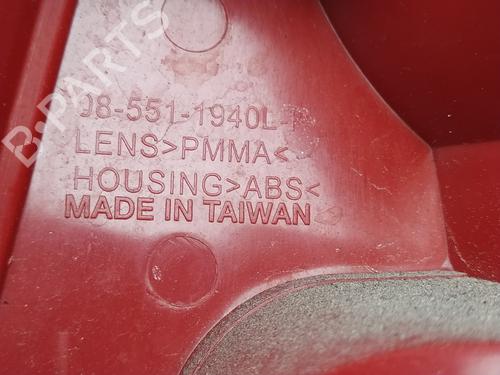 B-PARTS
08-551-1940L-
LENS>PMMA<
HOUSING>ABS<
MADE IN TAIWAN